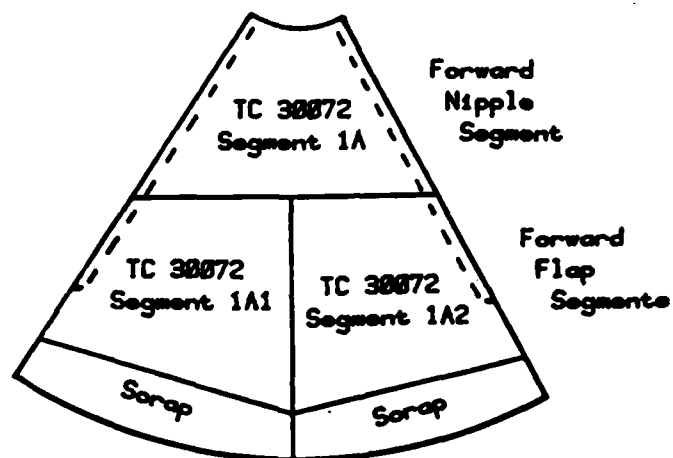 TC 30072
Segment 1A
Forward
Nipple
Segment
TC 30072
Segment 1A1
TC 30072
Segment 1A2
Forward
Flap
Segments
Scrap
Scrap